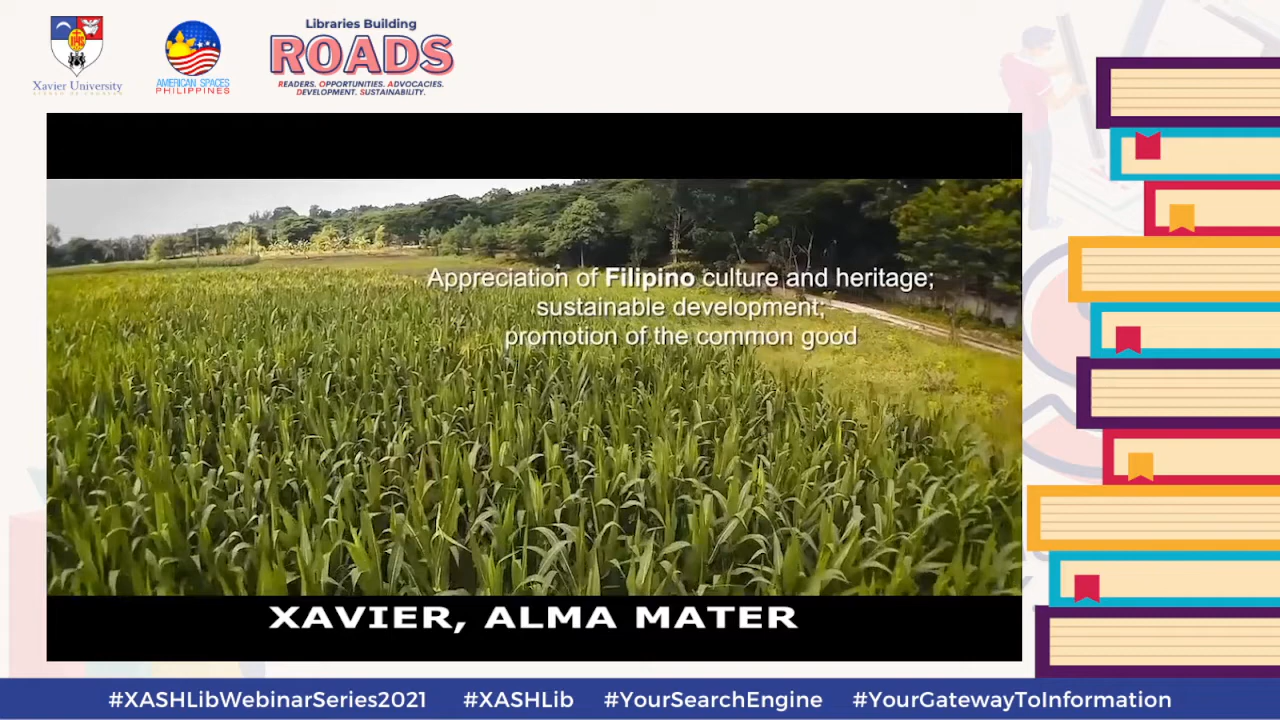 Xavier University
AMERICAN SPACES
PHILIPPINES
Libraries Building
ROADS
READERS. OPPORTUNITIES. ADVOCACIES.
DEVELOPMENT. SUSTAINABILITY.
Appreciation of Filipino culture and heritage;
sustainable development;
promotion of the common good
XAVIER, ALMA MATER
#XASHLibWebinarSeries2021 #XASHLib #YourSearchEngine #YourGatewayToInformation